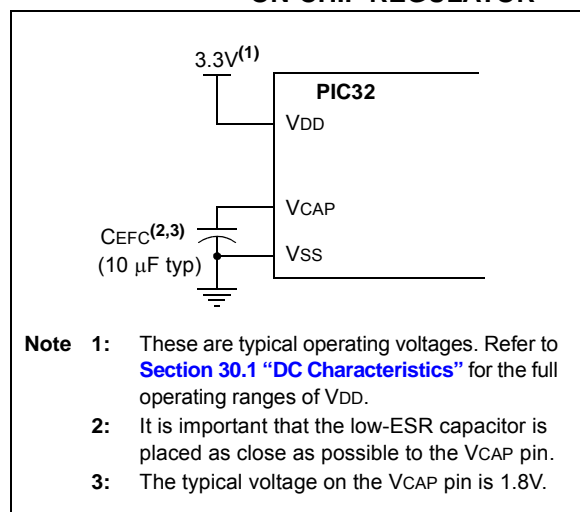 3.3V(1)
PIC32
VDD
VCAP
CEFC(2,3)
(10 μF typ)
VSS
Note 1: These are typical operating voltages. Refer to
Section 30.1 “DC Characteristics” for the full
operating ranges of VDD.
2: It is important that the low-ESR capacitor is
placed as close as possible to the VCAP pin.
3: The typical voltage on the VCAP pin is 1.8V.